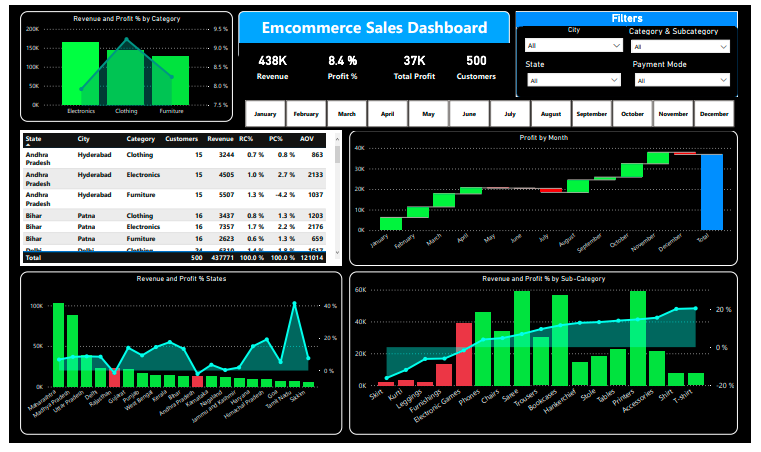 Revenue and Profit % by Category
200K
150K
100K
50K
0K
9.5 %
9.0 %
8.5 %
8.0 %
7.5 %
Electronics
Clothing
Furniture
Emcommerce Sales Dashboard
438K
8.4 %
37K
500
Revenue
Profit %
Total Profit
Customers
Filters
City
Category & Subcategory
All
All
State
Payment Mode
All
All
January
February
March
April
May
June
July
August
September
October
November
December
State City Category Customers Revenue RC% PC% AOV
Andhra Pradesh Hyderabad Clothing 15 3244 0.7 % 0.8 % 863
Andhra Pradesh Hyderabad Electronics 15 4505 1.0 % 2.7 % 2133
Andhra Pradesh Hyderabad Furniture 15 5507 1.3 % -4.2 % 1037
Bihar Patna Clothing 16 3437 0.8 % 1.3 % 1203
Bihar Patna Electronics 16 7357 1.7 % 2.2 % 2176
Bihar Patna Furniture 16 2623 0.6 % 1.3 % 659
Delhi Delhi Clothing 24 6310 1.4 % 1.8 % 1617
Total 500 437771 100.0 % 100.0 % 121014
Profit by Month
40K
30K
20K
10K
0K
January
February
March
April
May
June
July
August
September
October
November
December
Total
Revenue and Profit % States
100K
50K
0K
40 %
20 %
0 %
Maharashtra
Madhya Pradesh
Uttar Pradesh
Delhi
Rajasthan
Gujarat
Punjab
West Bengal
Kerala
Bihar
Andhra Pradesh
Karnataka
Nagaland
Jammu and Kashmir
Haryana
Himachal Pradesh
Goa
Tamil Nadu
Sikkim
Revenue and Profit % by Sub-Category
60K
40K
20K
0K
20 %
0 %
-20 %
Skirt
Kurti
Leggings
Furnishings
Electronic Games
Phones
Chairs
Saree
Trousers
Bookcases
Hankerchief
Stole
Tables
Printers
Accessories
Shirt
T-shirt